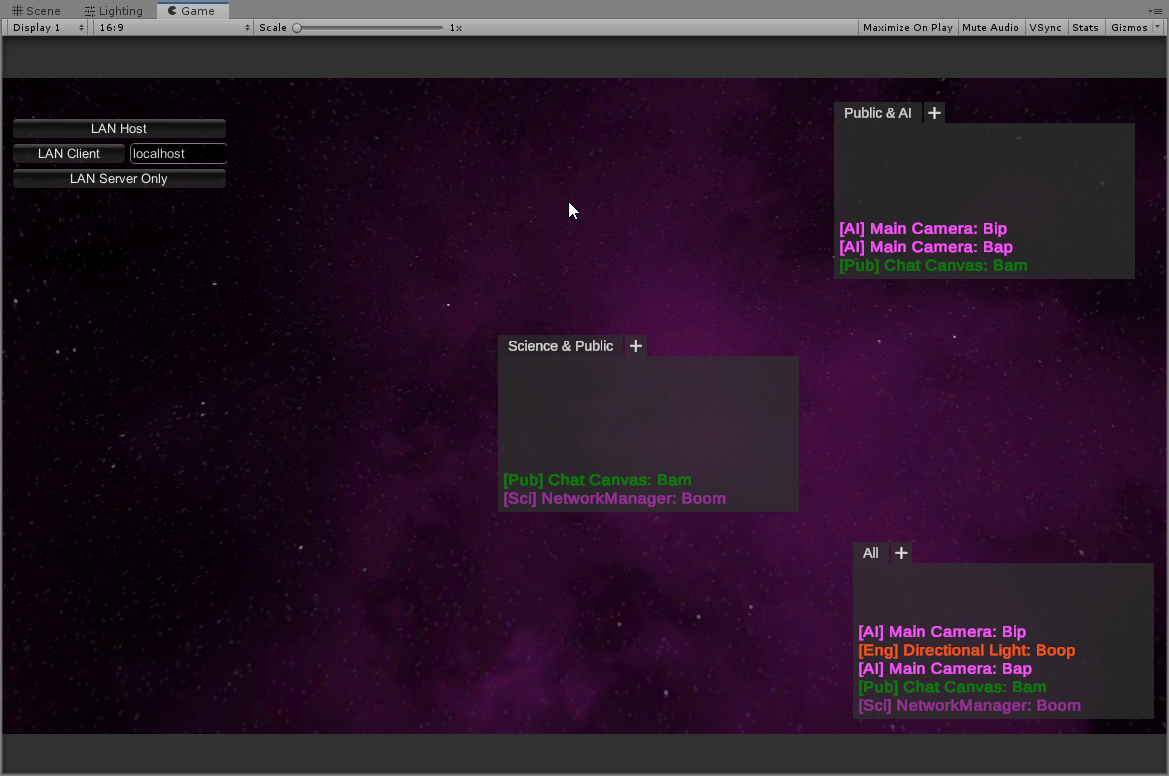 Scene Lighting Game
Display 1 16:9 Scale 1x Maximize On Play Mute Audio VSync Stats Gizmos
LAN Host
LAN Client localhost
LAN Server Only
Public & AI +
[AI] Main Camera: Bip
[AI] Main Camera: Bap
[Pub] Chat Canvas: Bam
Science & Public +
[Pub] Chat Canvas: Bam
[Sci] NetworkManager: Boom
All +
[AI] Main Camera: Bip
[Eng] Directional Light: Boop
[AI] Main Camera: Bap
[Pub] Chat Canvas: Bam
[Sci] NetworkManager: Boom